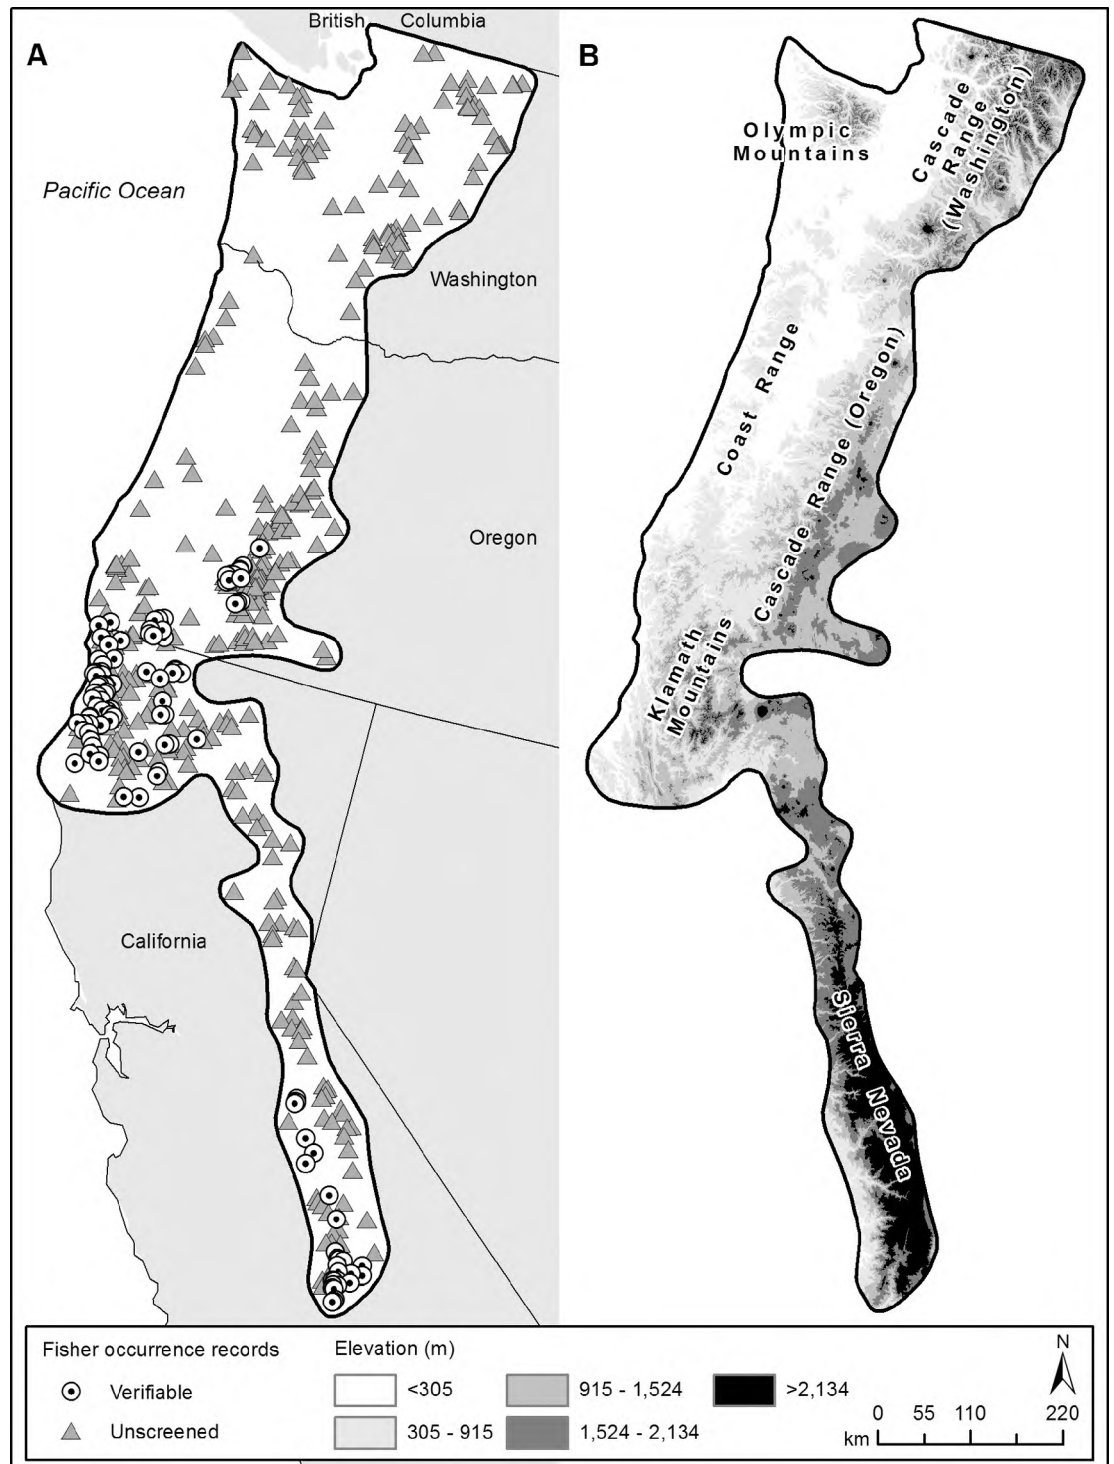 A
British Columbia
Pacific Ocean
Washington
Oregon
California
B
Olympic
Mountains
Cascade
Range
(Washington)
Coast Range
Cascade Range (Oregon)
Klamath
Mountains
Sierra Nevada
Fisher occurrence records
Verifiable
Unscreened
Elevation (m)
<305
305 - 915
915 - 1,524
1,524 - 2,134
>2,134
N
0 55 110 220
km